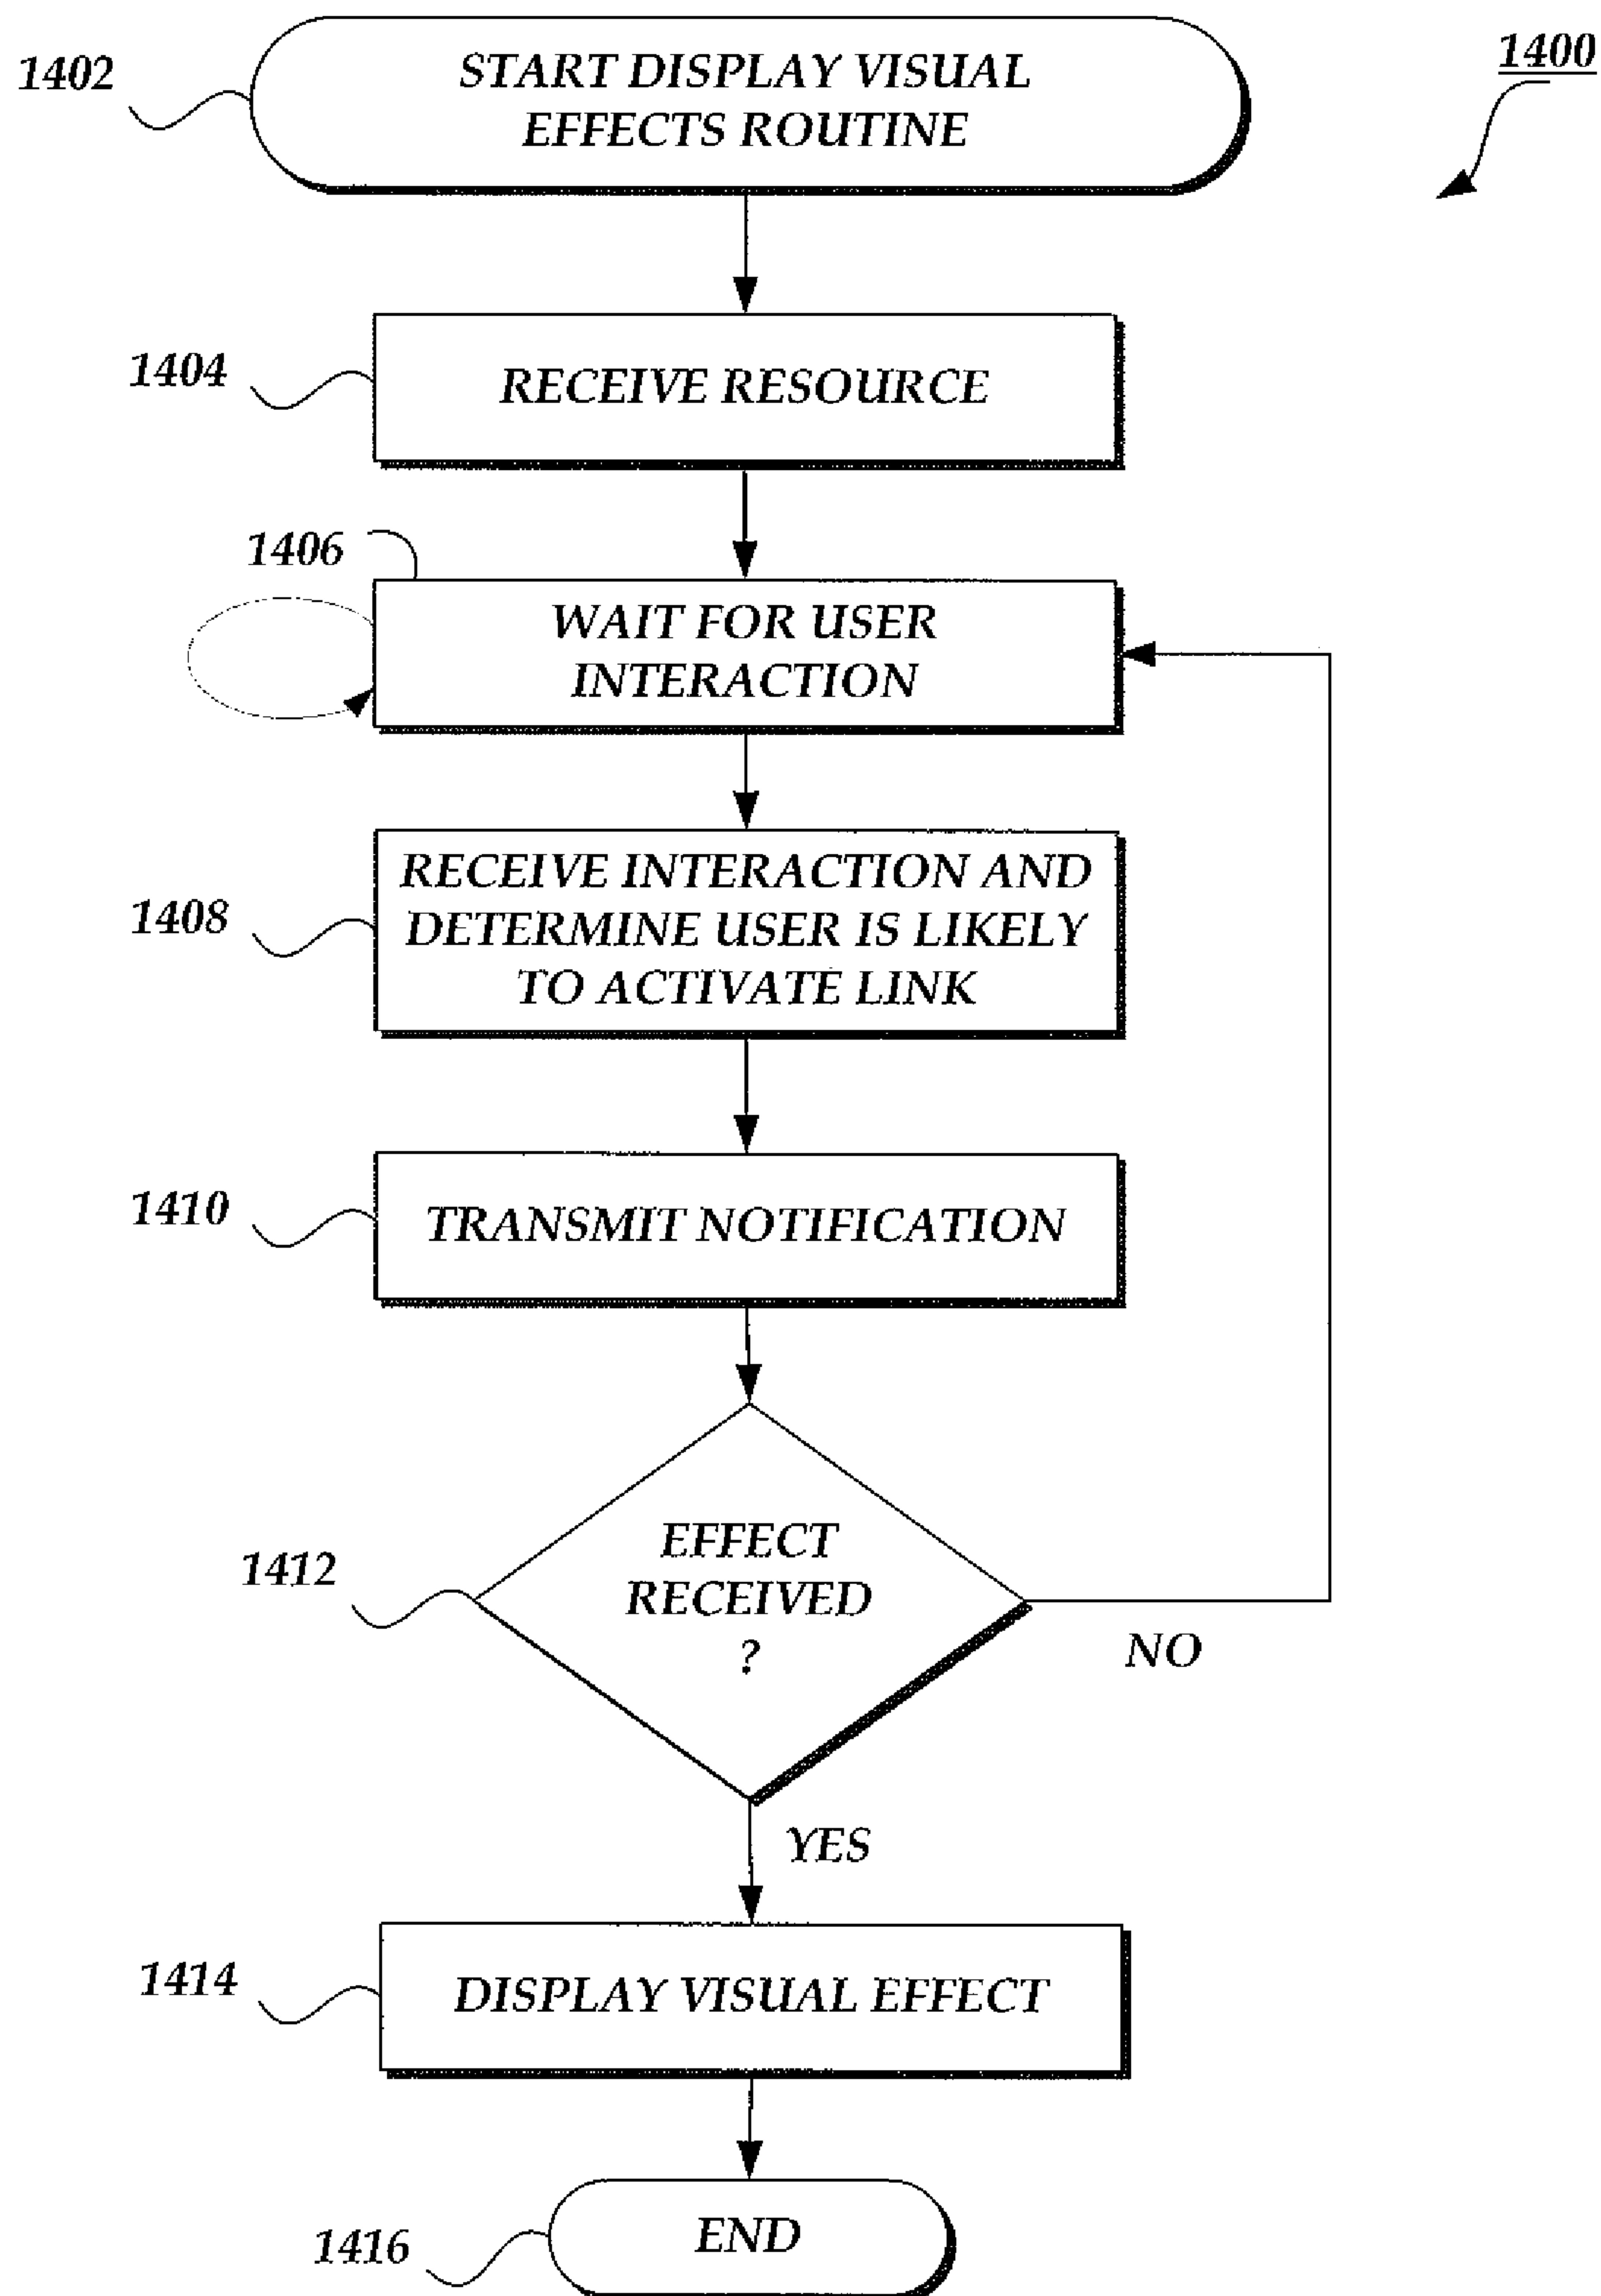 1400
1402
START DISPLAY VISUAL
EFFECTS ROUTINE
1404
RECEIVE RESOURCE
1406
WAIT FOR USER
INTERACTION
1408
RECEIVE INTERACTION AND
DETERMINE USER IS LIKELY
TO ACTIVATE LINK
1410
TRANSMIT NOTIFICATION
1412
EFFECT
RECEIVED
?
NO
YES
1414
DISPLAY VISUAL EFFECT
1416
END